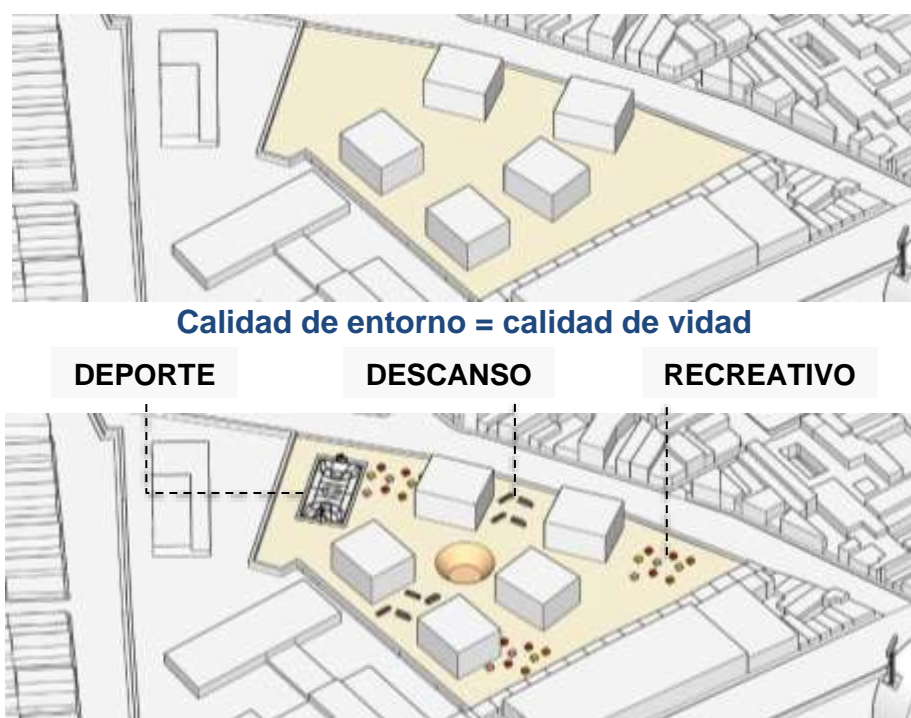 Calidad de entorno = calidad de vidad
DEPORTE DESCANSO RECREATIVO